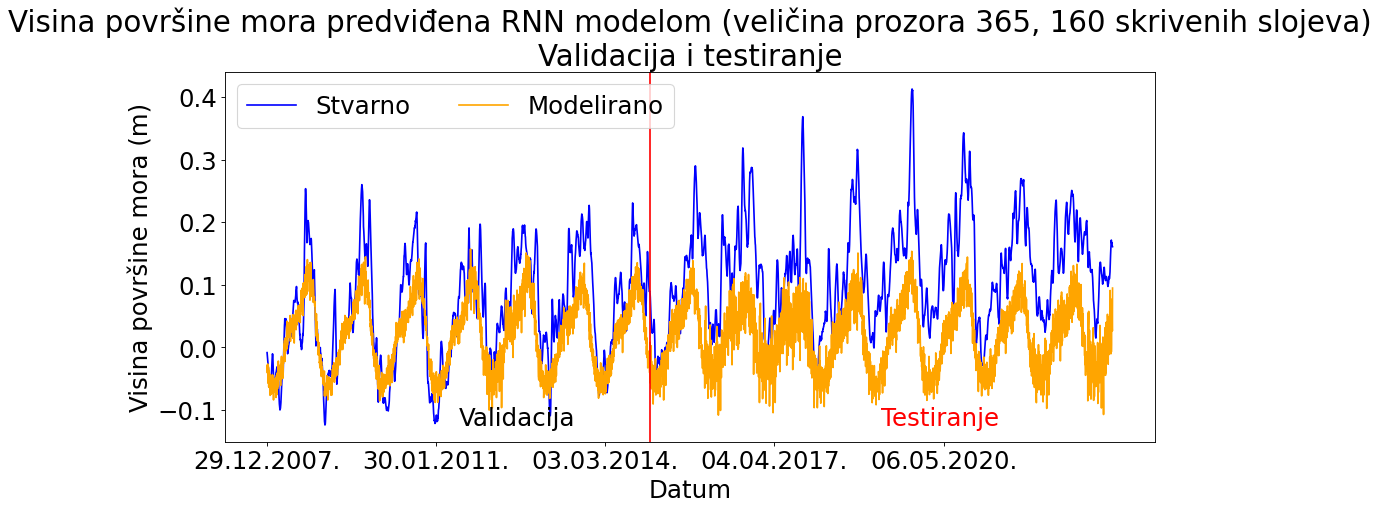 Visina površine mora predviđena RNN modelom (veličina prozora 365, 160 skrivenih slojeva)
Validacija i testiranje
Stvarno
Modelirano
Visina površine mora (m)
0.4
0.3
0.2
0.1
0.0
−0.1
Validacija
Testiranje
29.12.2007.
30.01.2011.
03.03.2014.
04.04.2017.
06.05.2020.
Datum